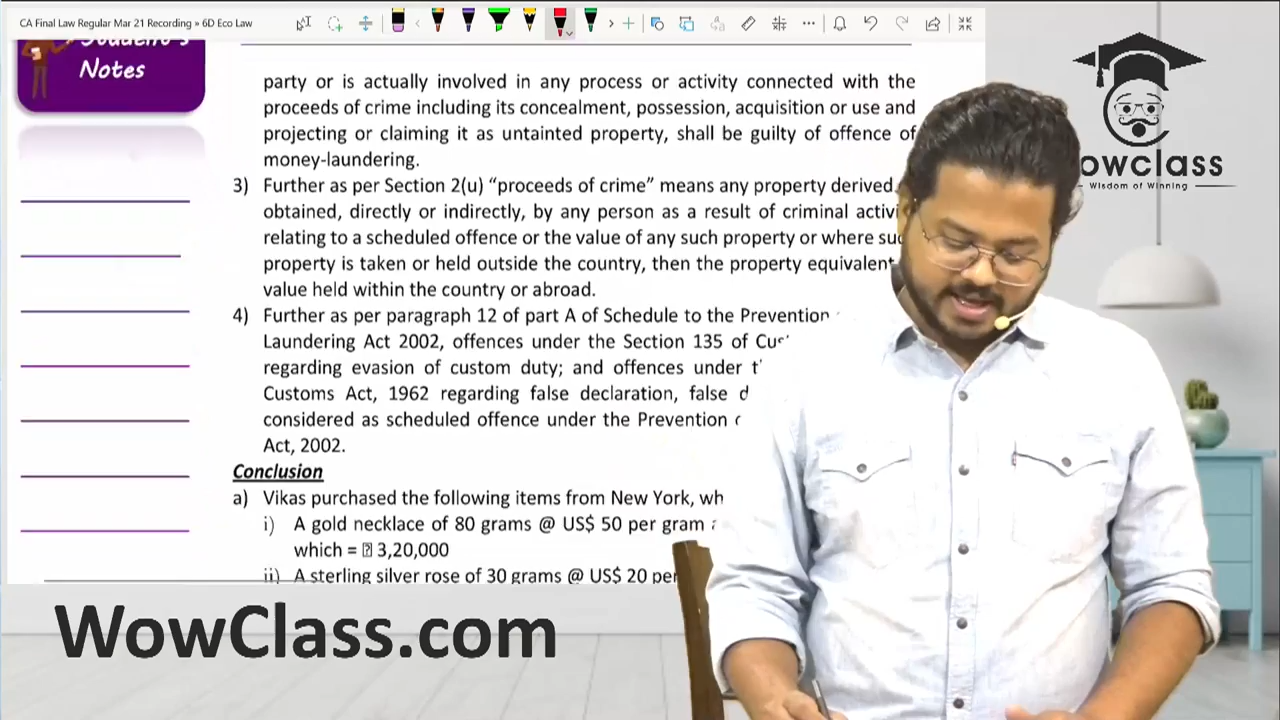 CA Final Law Regular Mar 21 Recording » 6D Eco Law
Student's
Notes
party or is actually involved in any process or activity connected with the
proceeds of crime including its concealment, possession, acquisition or use and
projecting or claiming it as untainted property, shall be guilty of offence of
money-laundering.
3) Further as per Section 2(u) “proceeds of crime” means any property derived
obtained, directly or indirectly, by any person as a result of criminal
relating to a scheduled offence or the value of any such property or where
property is taken or held outside the country, then the property equivalent
value held within the country or abroad.
4) Further as per paragraph 12 of part A of Schedule to the Prevention
Laundering Act 2002, offences under the Section 135 of
regarding evasion of custom duty; and offences under
Customs Act, 1962 regarding false declaration, false
considered as scheduled offence under the Prevention
Act, 2002.
Conclusion
a) Vikas purchased the following items from New York,
i) A gold necklace of 80 grams @ US$ 50 per gram
which = 3,20,000
ii) A sterling silver rose of 30 grams @ US$ 20 per
wowclass
Wisdom of Winning
WowClass.com